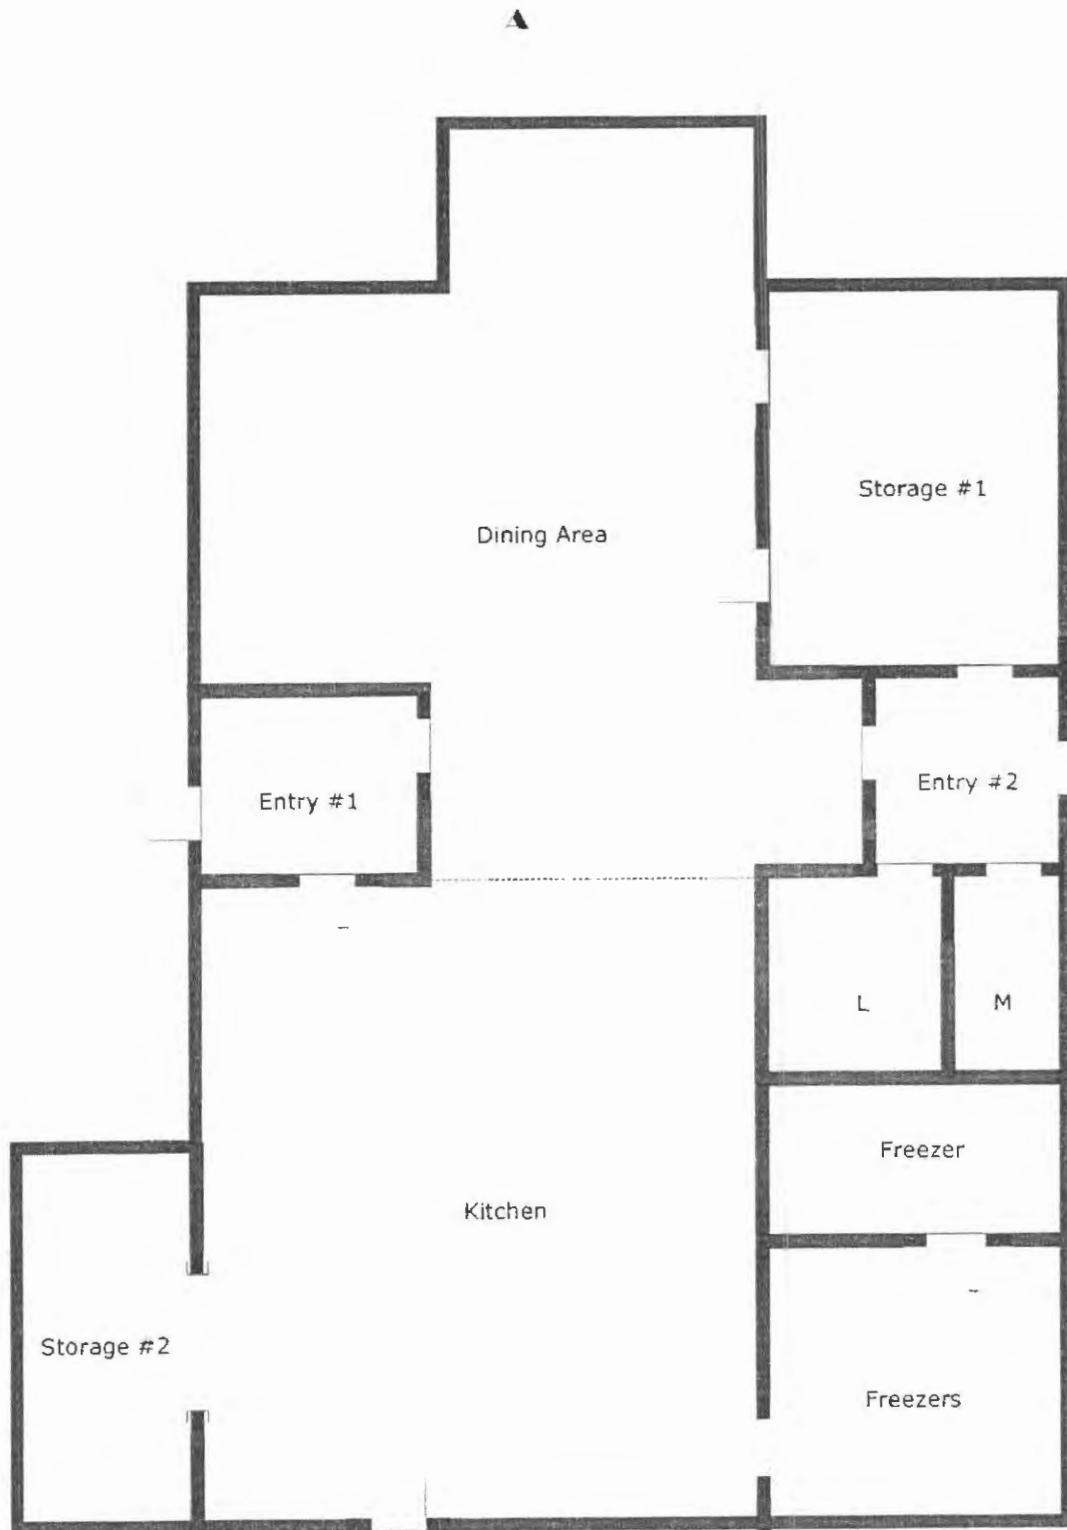 A
Storage #1
Dining Area
Entry #2
Entry #1
L
M
Freezer
Kitchen
Storage #2
Freezers